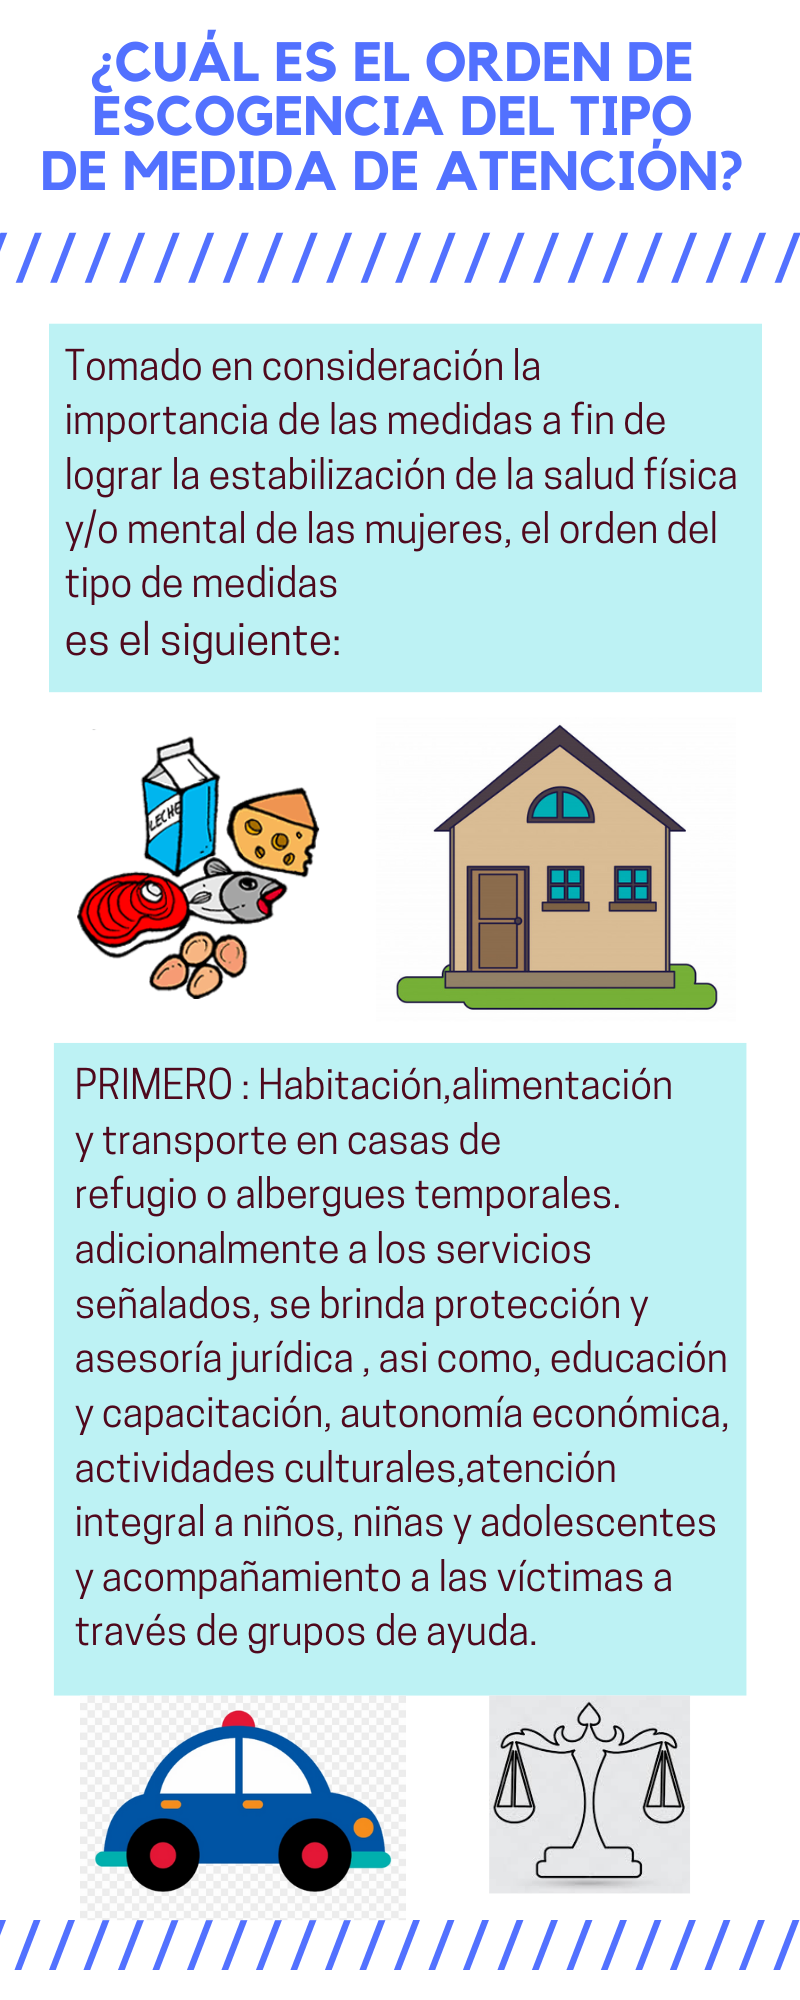 ¿CUÁL ES EL ORDEN DE
ESCOGENCIA DEL TIPO
DE MEDIDA DE ATENCIÓN?
Tomado en consideración la
importancia de las medidas a fin de
lograr la estabilización de la salud física
y/o mental de las mujeres, el orden del
tipo de medidas
es el siguiente:
LECHE
PRIMERO : Habitación,alimentación
y transporte en casas de
refugio o albergues temporales.
adicionalmente a los servicios
señalados, se brinda protección y
asesoría jurídica , asi como, educación
y capacitación, autonomía económica,
actividades culturales,atención
integral a niños, niñas y adolescentes
y acompañamiento a las víctimas a
través de grupos de ayuda.